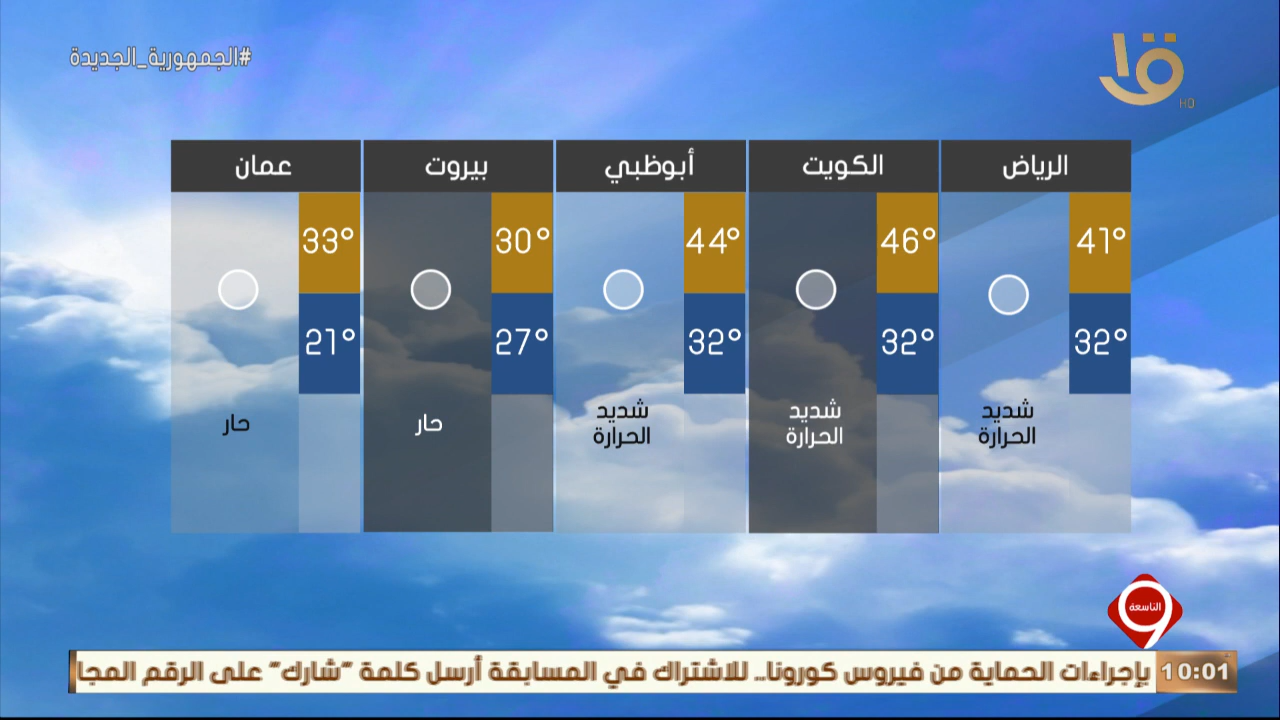 #الجمهورية_الجديدة
HD
الرياض
41°
32°
شديد
الحرارة
الكويت
46°
32°
شديد
الحرارة
أبوظبي
44°
32°
شديد
الحرارة
بيروت
30°
27°
حار
عمان
33°
21°
حار
التاسعة
9
10:01
بإجراءات الحماية من فيروس كورونا.. للاشتراك في المسابقة أرسل كلمة "شارك" على الرقم المجا